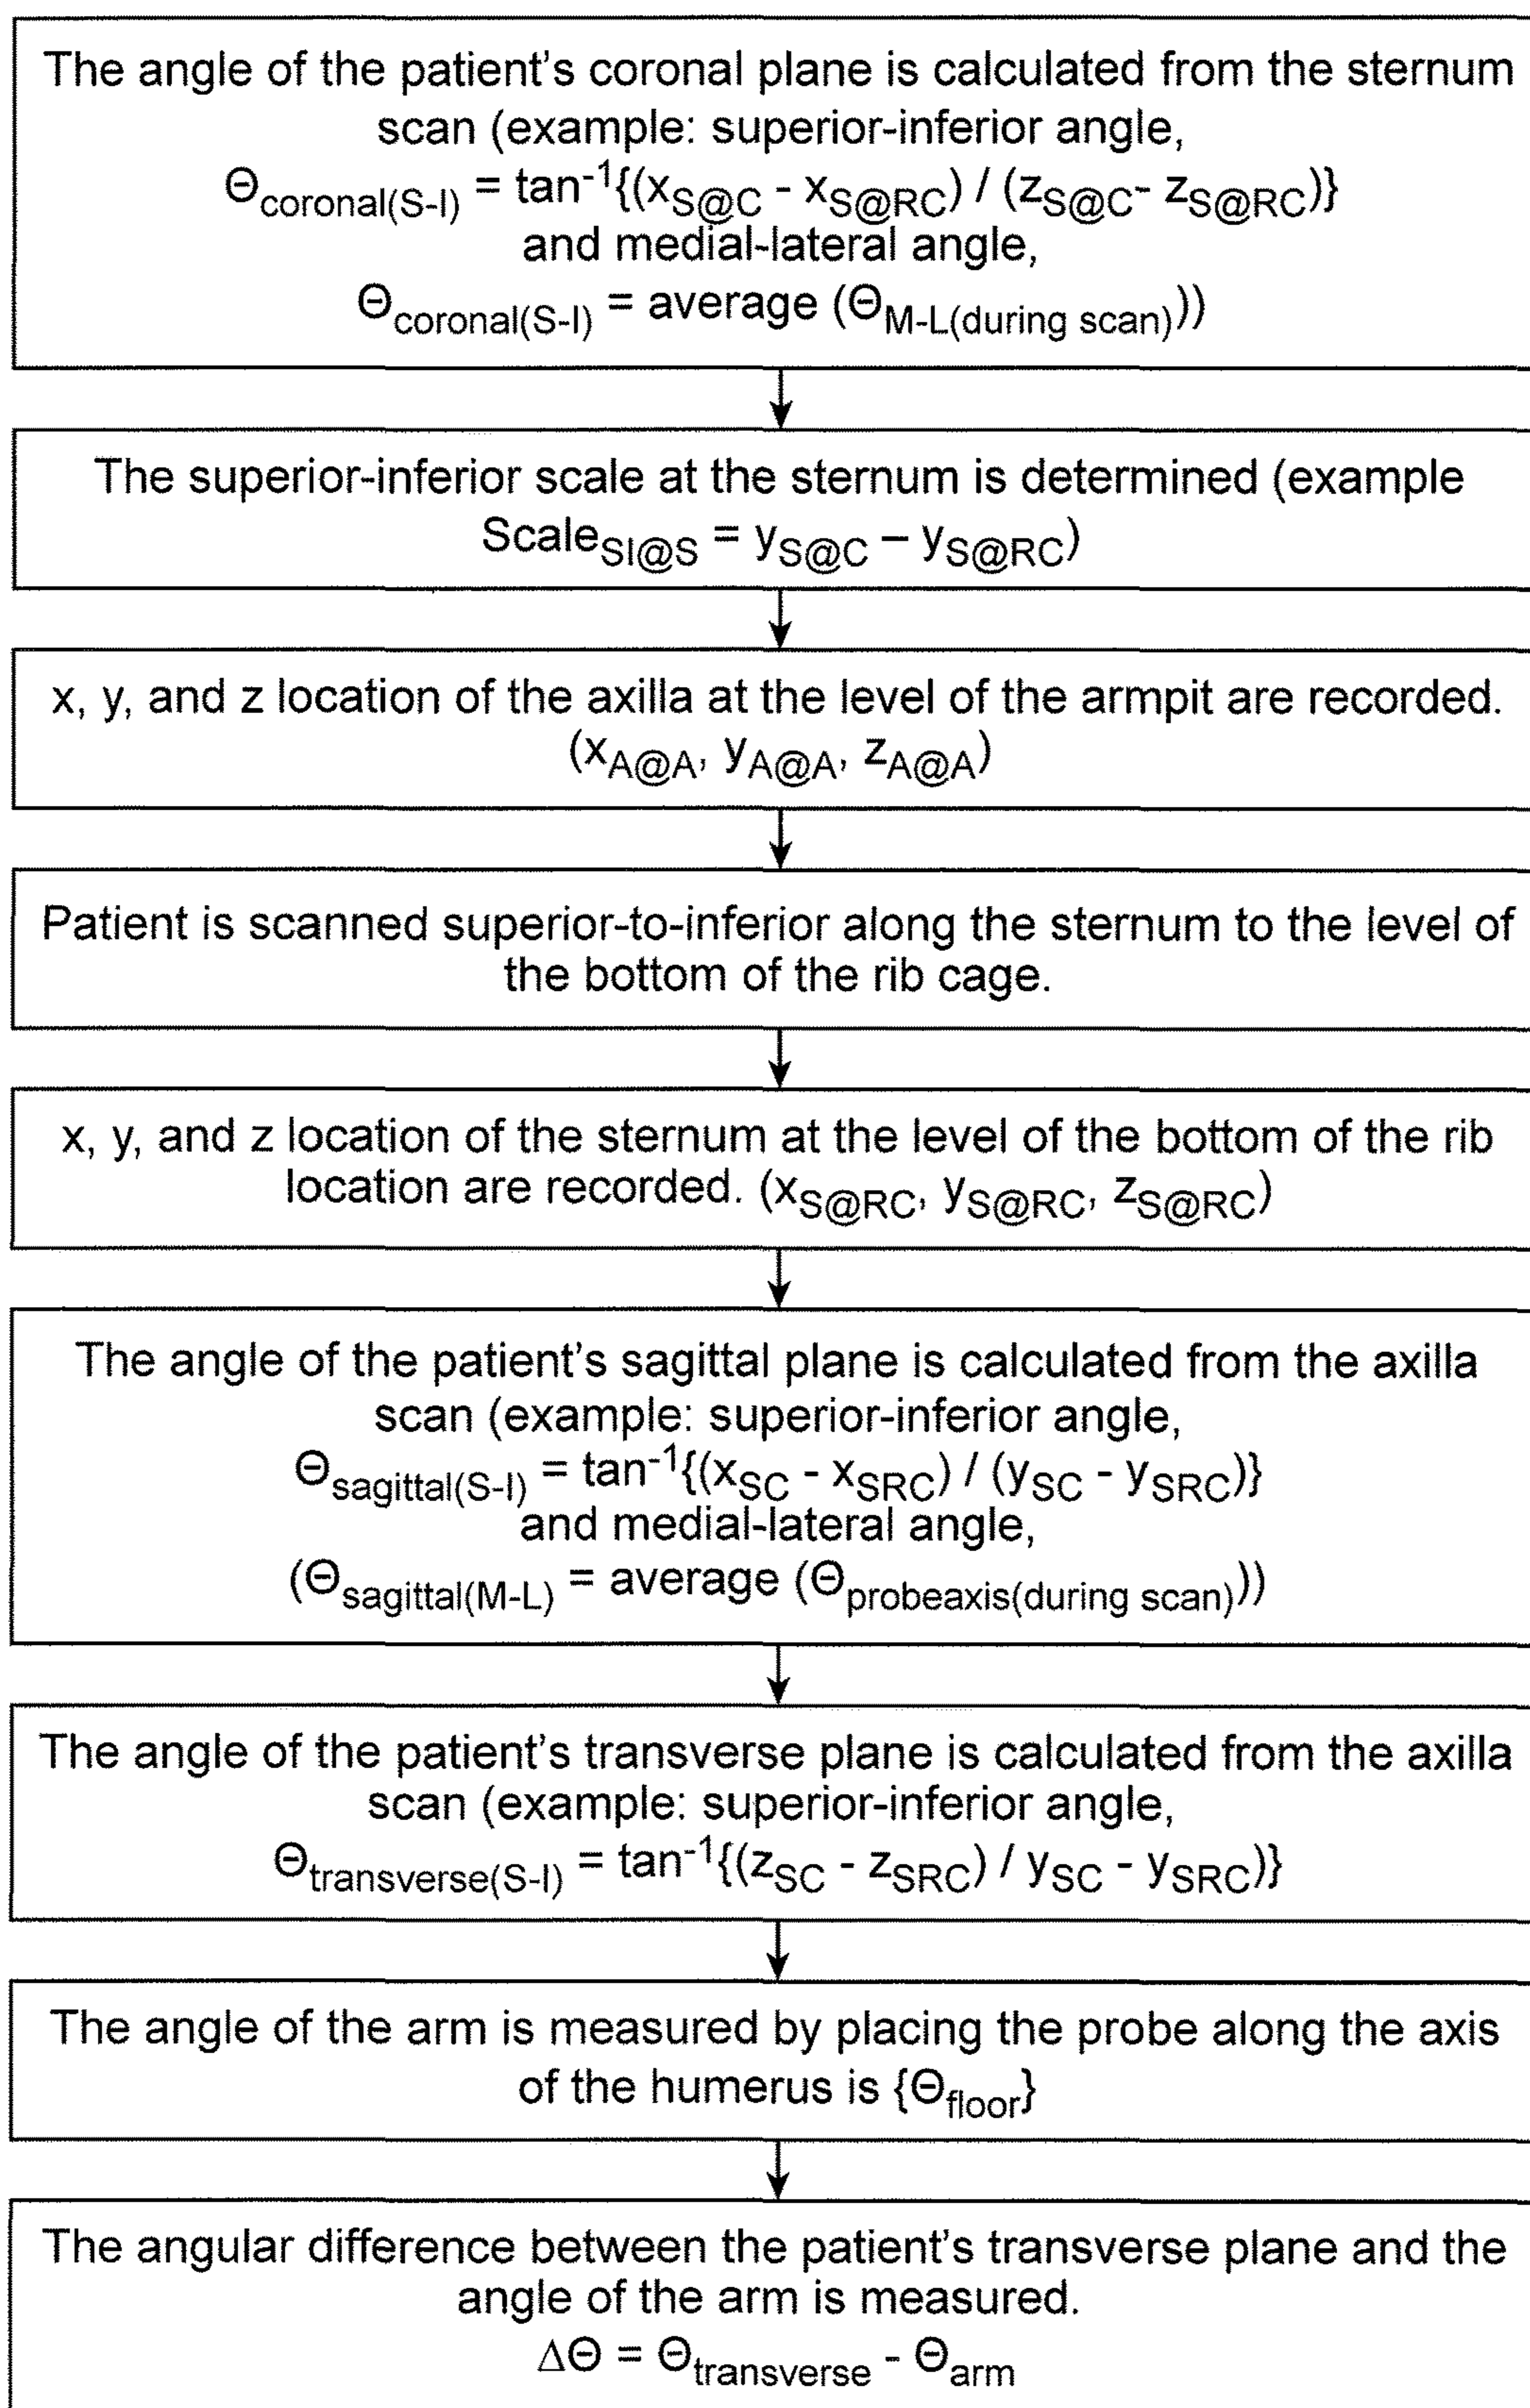 The angle of the patient's coronal plane is calculated from the sternum
scan (example: superior-inferior angle,
Θcoronal(S-I) = tan-1{(xS@C - xS@RC) / (zS@C- zS@RC)}
and medial-lateral angle,
Θcoronal(S-I) = average (ΘM-L(during scan)))
The superior-inferior scale at the sternum is determined (example
ScaleSI@S = yS@C – yS@RC)
x, y, and z location of the axilla at the level of the armpit are recorded.
(xA@A, yA@A, zA@A)
Patient is scanned superior-to-inferior along the sternum to the level of
the bottom of the rib cage.
x, y, and z location of the sternum at the level of the bottom of the rib
location are recorded. (xS@RC, yS@RC, zS@RC)
The angle of the patient's sagittal plane is calculated from the axilla
scan (example: superior-inferior angle,
Θsagittal(S-I) = tan-1{(xSC - xSRC) / (ySC - ySRC)}
and medial-lateral angle,
(Θsagittal(M-L) = average (Θprobeaxis(during scan)))
The angle of the patient's transverse plane is calculated from the axilla
scan (example: superior-inferior angle,
Θtransverse(S-I) = tan-1{(zSC - zSRC) / ySC - ySRC)}
The angle of the arm is measured by placing the probe along the axis
of the humerus is {Θfloor}
The angular difference between the patient's transverse plane and the
angle of the arm is measured.
ΔΘ = Θtransverse - Θarm